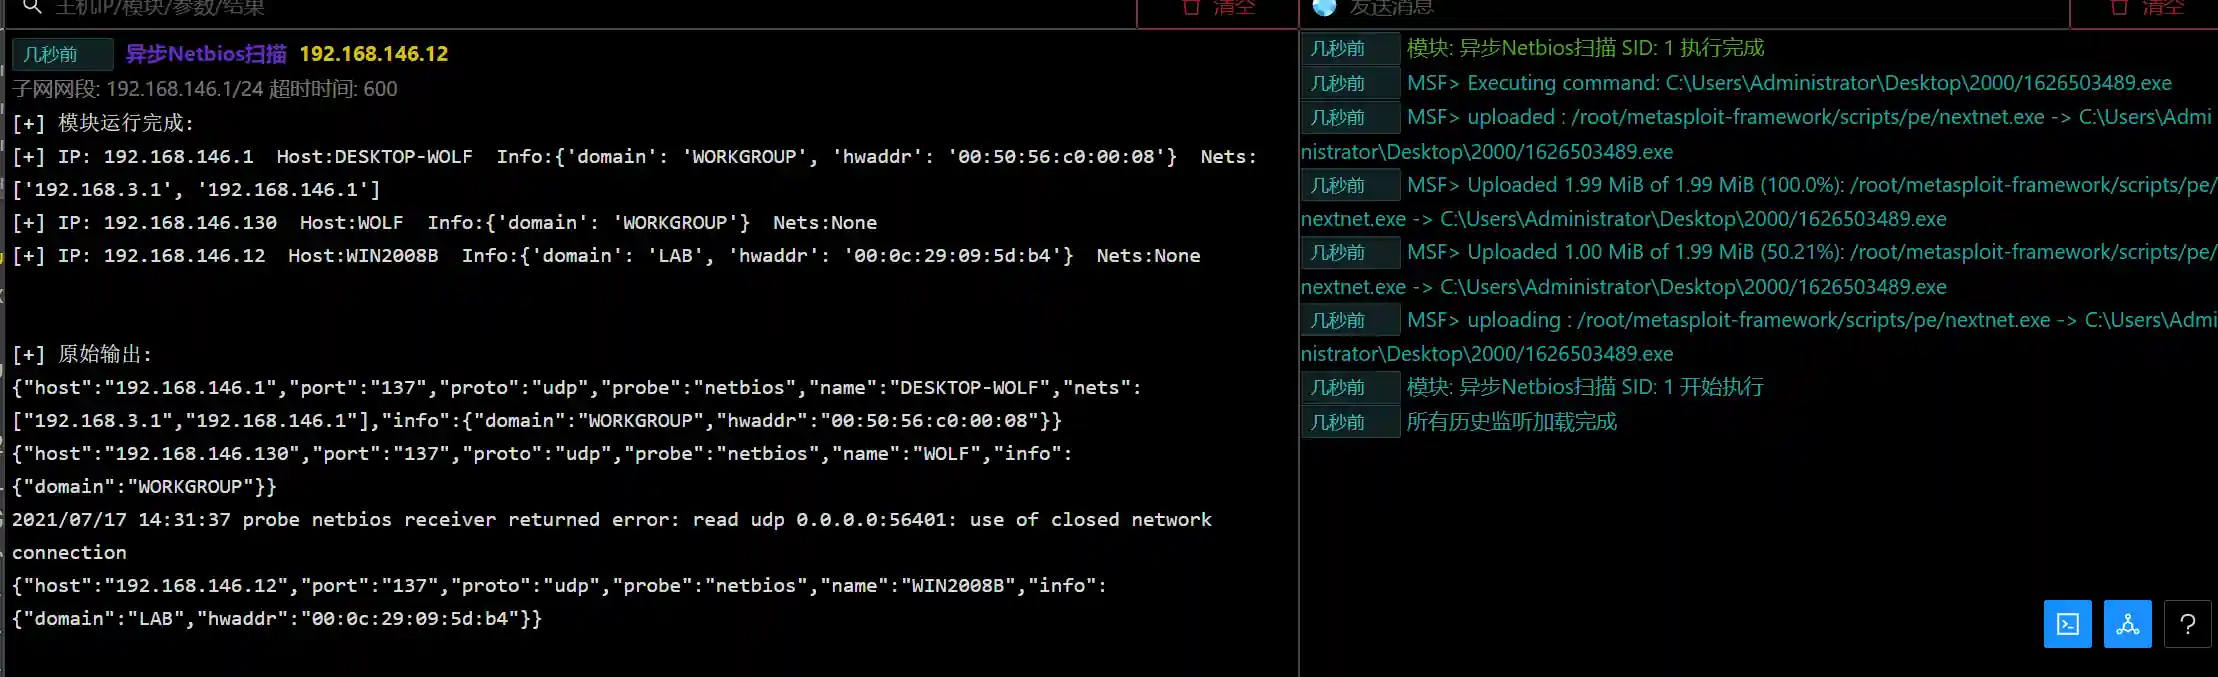 主机IP/模块/参数/结果
清空
几秒前 异步Netbios扫描 192.168.146.12
子网网段: 192.168.146.1/24 超时时间: 600
[+] 模块运行完成:
[+] IP: 192.168.146.1 Host:DESKTOP-WOLF Info:{'domain': 'WORKGROUP', 'hwaddr': '00:50:56:c0:00:08'} Nets:
['192.168.3.1', '192.168.146.1']
[+] IP: 192.168.146.130 Host:WOLF Info:{'domain': 'WORKGROUP'} Nets:None
[+] IP: 192.168.146.12 Host:WIN2008B Info:{'domain': 'LAB', 'hwaddr': '00:0c:29:09:5d:b4'} Nets:None
[+] 原始输出:
{"host":"192.168.146.1","port":"137","proto":"udp","probe":"netbios","name":"DESKTOP-WOLF","nets":
["192.168.3.1","192.168.146.1"],"info":{"domain":"WORKGROUP","hwaddr":"00:50:56:c0:00:08"}}
{"host":"192.168.146.130","port":"137","proto":"udp","probe":"netbios","name":"WOLF","info":
{"domain":"WORKGROUP"}}
2021/07/17 14:31:37 probe netbios receiver returned error: read udp 0.0.0.0:56401: use of closed network
connection
{"host":"192.168.146.12","port":"137","proto":"udp","probe":"netbios","name":"WIN2008B","info":
{"domain":"LAB","hwaddr":"00:0c:29:09:5d:b4"}}
发送消息
清空
几秒前 模块: 异步Netbios扫描 SID: 1 执行完成
几秒前 MSF> Executing command: C:\Users\Administrator\Desktop\2000/1626503489.exe
几秒前 MSF> uploaded : /root/metasploit-framework/scripts/pe/nextnet.exe -> C:\Users\Admi
nistrator\Desktop\2000/1626503489.exe
几秒前 MSF> Uploaded 1.99 MiB of 1.99 MiB (100.0%): /root/metasploit-framework/scripts/pe/
nextnet.exe -> C:\Users\Administrator\Desktop\2000/1626503489.exe
几秒前 MSF> Uploaded 1.00 MiB of 1.99 MiB (50.21%): /root/metasploit-framework/scripts/pe/
nextnet.exe -> C:\Users\Administrator\Desktop\2000/1626503489.exe
几秒前 MSF> uploading : /root/metasploit-framework/scripts/pe/nextnet.exe -> C:\Users\Admi
nistrator\Desktop\2000/1626503489.exe
几秒前 模块: 异步Netbios扫描 SID: 1 开始执行
几秒前 所有历史监听加载完成